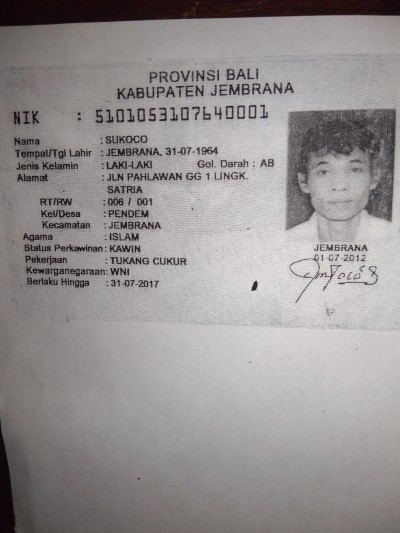 PROVINSI BALI
KABUPATEN JEMBRANA
NIK : 5101053107640001
Nama : SUKOCO
Tempat/Tgl Lahir : JEMBRANA, 31-07-1964
Jenis Kelamin : LAKI-LAKI Gol. Darah : AB
Alamat : JLN PAHLAWAN GG 1 LINGK.
SATRIA
RT/RW : 006 / 001
Kel/Desa : PENDEM
Kecamatan : JEMBRANA
Agama : ISLAM
Status Perkawinan : KAWIN
Pekerjaan : TUKANG CUKUR
Kewarganegaraan : WNI
Berlaku Hingga : 31-07-2017
JEMBRANA
01-07-2012